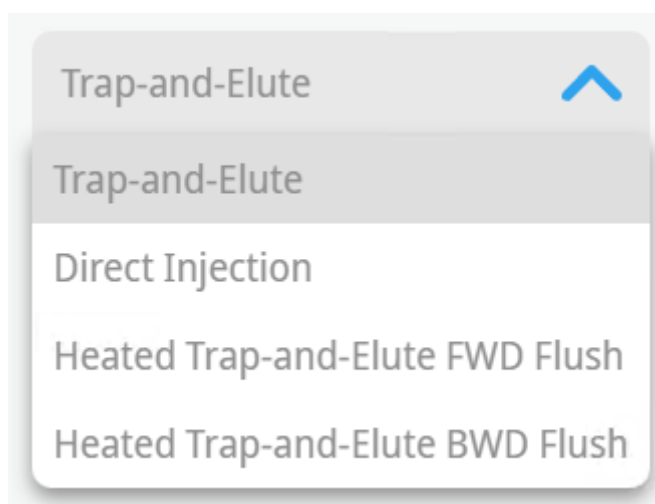 Trap-and-Elute
Trap-and-Elute
Direct Injection
Heated Trap-and-Elute FWD Flush
Heated Trap-and-Elute BWD Flush